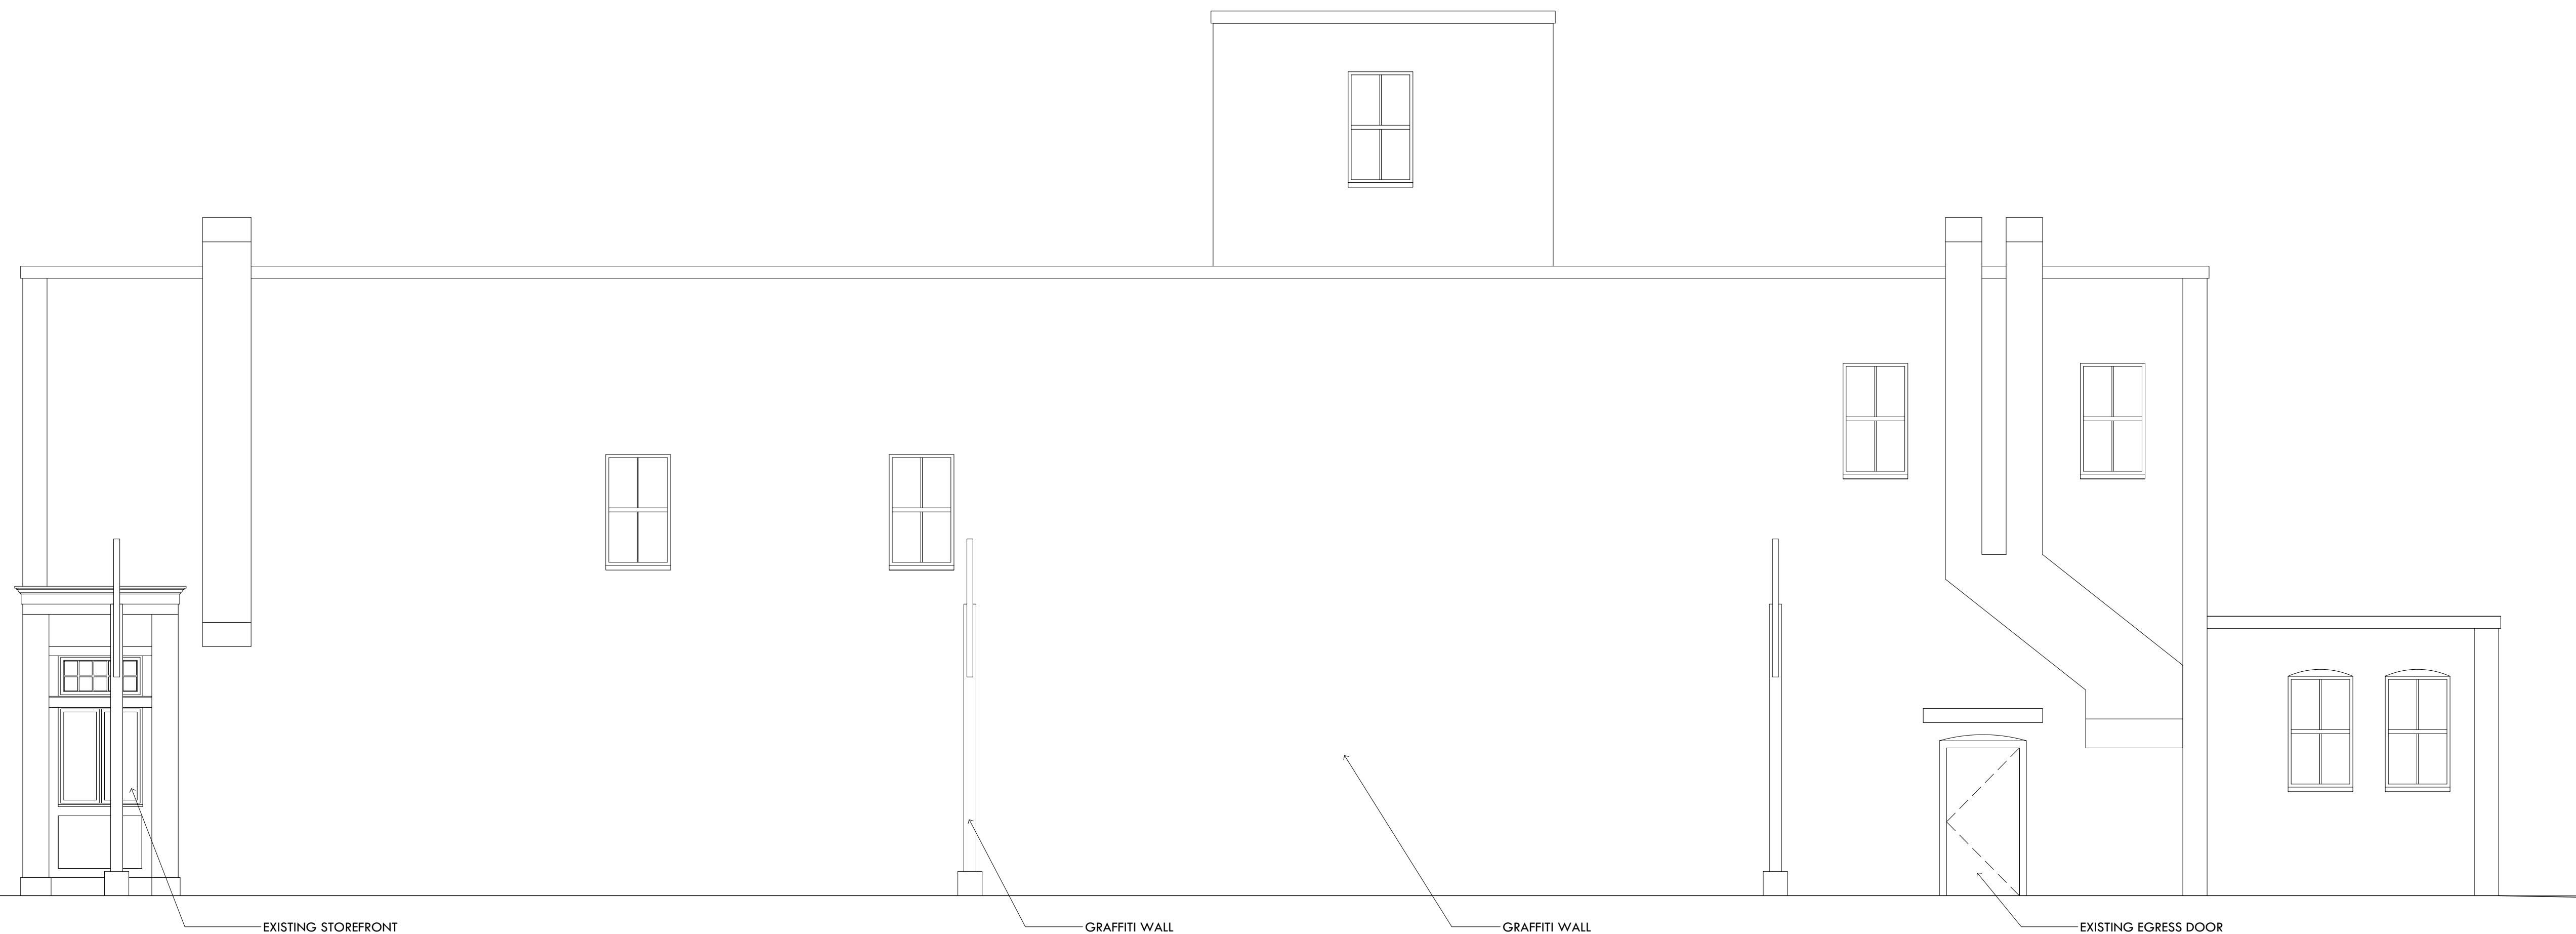 EXISTING STOREFRONT
GRAFFITI WALL
GRAFFITI WALL
EXISTING EGRESS DOOR